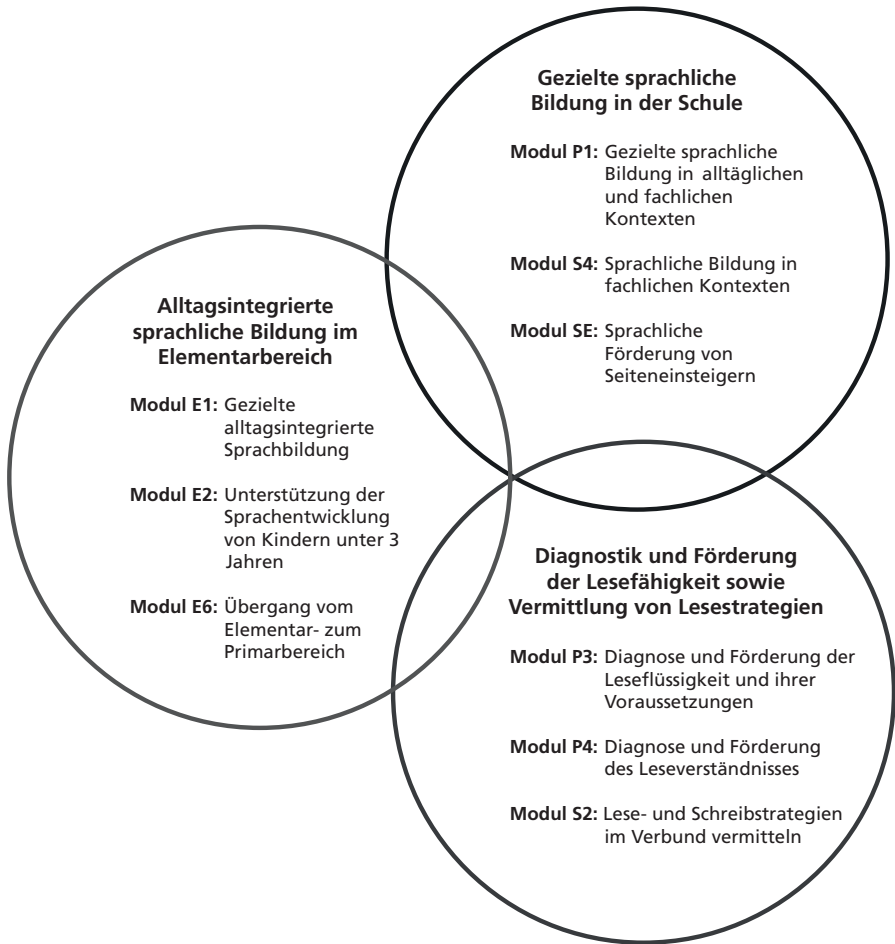 Gezielte sprachliche
Bildung in der Schule
Modul P1: Gezielte sprachliche
Bildung in alltäglichen
und fachlichen
Kontexten
Modul S4: Sprachliche Bildung in
fachlichen Kontexten
Modul SE: Sprachliche
Förderung von
Seiteneinsteigern
Alltagsintegrierte
sprachliche Bildung im
Elementarbereich
Modul E1: Gezielte
alltagsintegrierte
Sprachbildung
Modul E2: Unterstützung der
Sprachentwicklung
von Kindern unter 3
Jahren
Modul E6: Übergang vom
Elementar- zum
Primarbereich
Diagnostik und Förderung
der Lesefähigkeit sowie
Vermittlung von Lesestrategien
Modul P3: Diagnose und Förderung der
Leseflüssigkeit und ihrer
Voraussetzungen
Modul P4: Diagnose und Förderung
des Leseverständnisses
Modul S2: Lese- und Schreibstrategien
im Verbund vermitteln